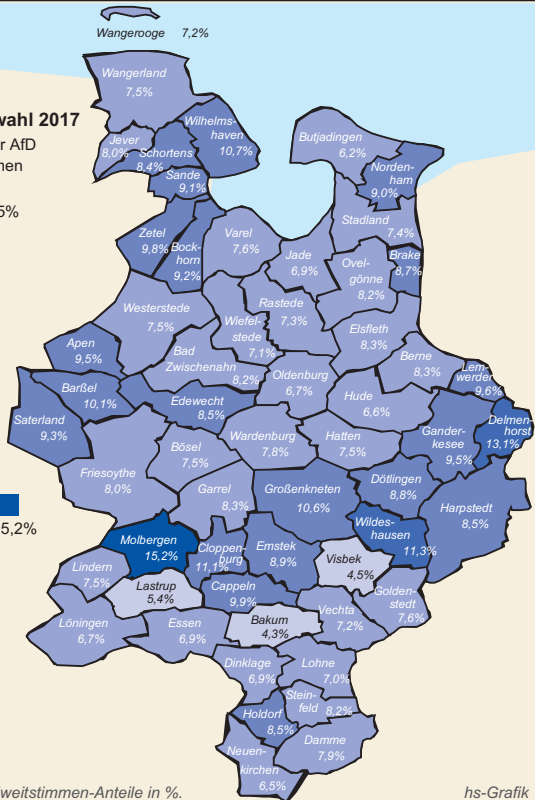 Wangerooge 7,2%
Wangerland
7,5%
wahl 2017
r AfD
men
5%
Wilhelms-
haven
10,7%
Jever
8,0%
Schortens
8,4%
Sande
9,1%
Butjadingen
6,2%
Norden-
ham
9,0%
Stadland
7,4%
Zetel
9,8%
Bock-
horn
9,2%
Varel
7,6%
Jade
6,9%
Ovel-
gönne
8,2%
Brake
8,7%
Westerstede
7,5%
Wiefel-
stede
7,1%
Rastede
7,3%
Elsfleth
8,3%
Berne
8,3%
Lem-
werder
9,6%
Apen
9,5%
Bad
Zwischenahn
8,2%
Oldenburg
6,7%
Hude
6,6%
Delmen-
horst
13,1%
Barßel
10,1%
Edewecht
8,5%
Saterland
9,3%
Wardenburg
7,8%
Hatten
7,5%
Gander-
kesee
9,5%
Bösel
7,5%
Friesoythe
8,0%
Garrel
8,3%
Großenkneten
10,6%
Dötlingen
8,8%
Harpstedt
8,5%
5,2%
Molbergen
15,2%
Cloppen-
burg
11,1%
Emstek
8,9%
Wildes-
hausen
11,3%
Visbek
4,5%
Lindern
7,5%
Lastrup
5,4%
Cappeln
9,9%
Golden-
stedt
7,6%
Löningen
6,7%
Essen
6,9%
Bakum
4,3%
Vechta
7,2%
Dinklage
6,9%
Lohne
7,0%
Stein-
feld 8,2%
Holdorf
8,5%
Damme
7,9%
Neuen-
kirchen
6,5%
weitstimmen-Anteile in %.
hs-Grafik